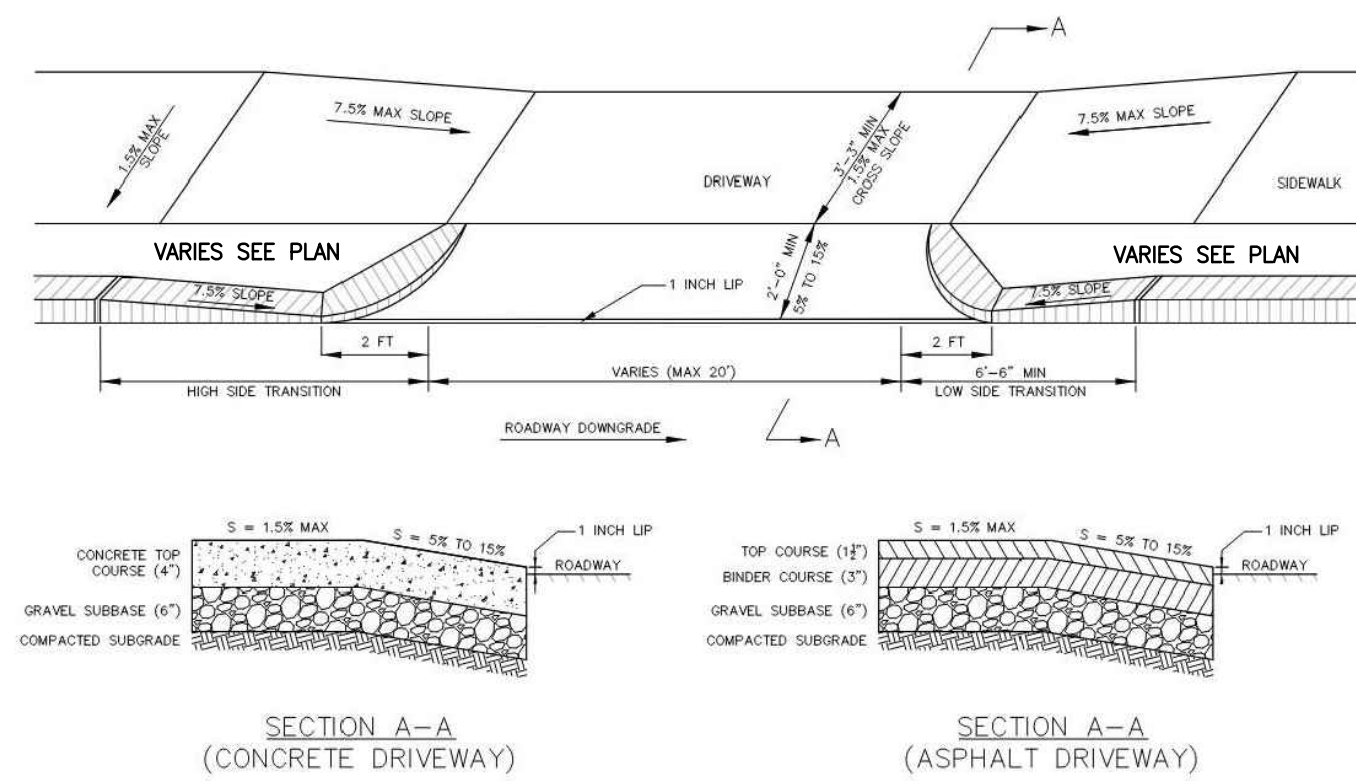 A
7.5% MAX SLOPE
7.5% MAX SLOPE
1.5% MAX
SLOPE
3'-3" MIN
1.5% MAX
CROSS SLOPE
DRIVEWAY
SIDEWALK
VARIES SEE PLAN
VARIES SEE PLAN
2'-0" MIN
5% TO 15%
1 INCH LIP
7.5% SLOPE
7.5% SLOPE
2 FT
2 FT
VARIES (MAX 20')
6'-6" MIN
HIGH SIDE TRANSITION
LOW SIDE TRANSITION
ROADWAY DOWNGRADE
A
S = 1.5% MAX
S = 5% TO 15%
1 INCH LIP
CONCRETE TOP
COURSE (4")
ROADWAY
GRAVEL SUBBASE (6")
COMPACTED SUBGRADE
SECTION A-A
(CONCRETE DRIVEWAY)
S = 1.5% MAX
S = 5% TO 15%
1 INCH LIP
TOP COURSE (1½")
ROADWAY
BINDER COURSE (3")
GRAVEL SUBBASE (6")
COMPACTED SUBGRADE
SECTION A-A
(ASPHALT DRIVEWAY)